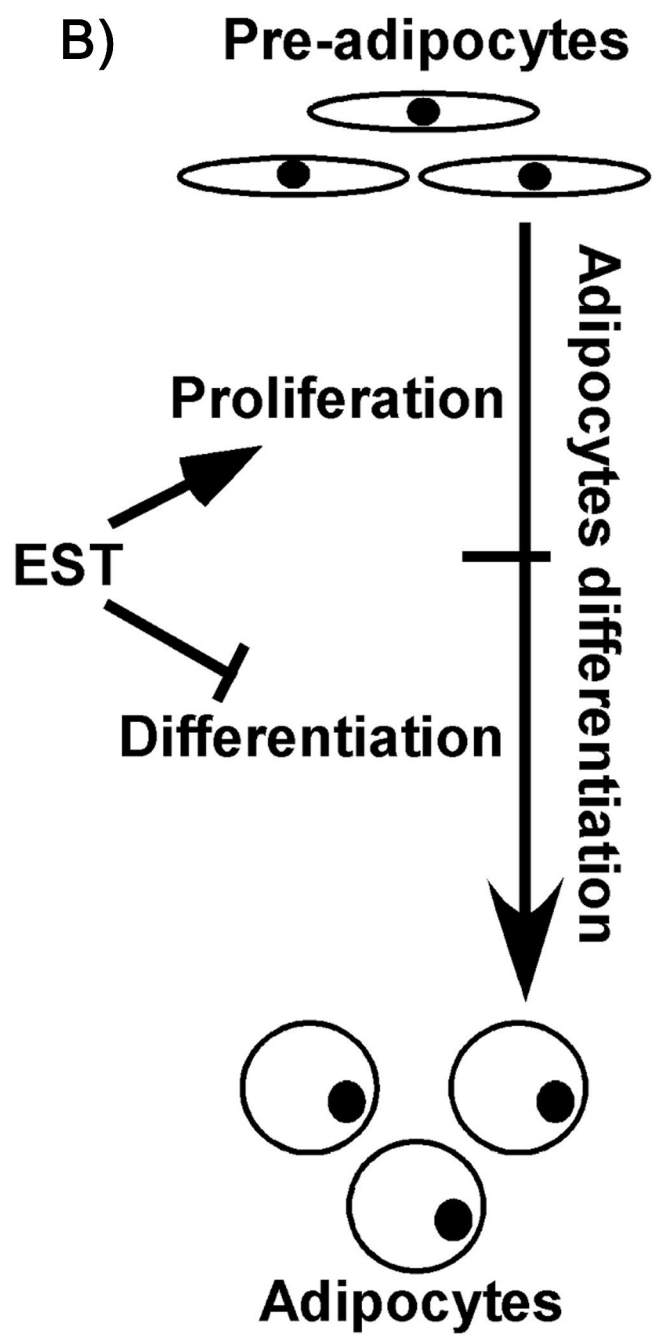 B)
Pre-adipocytes
Adipocytes differentiation
Proliferation
EST
Differentiation
Adipocytes